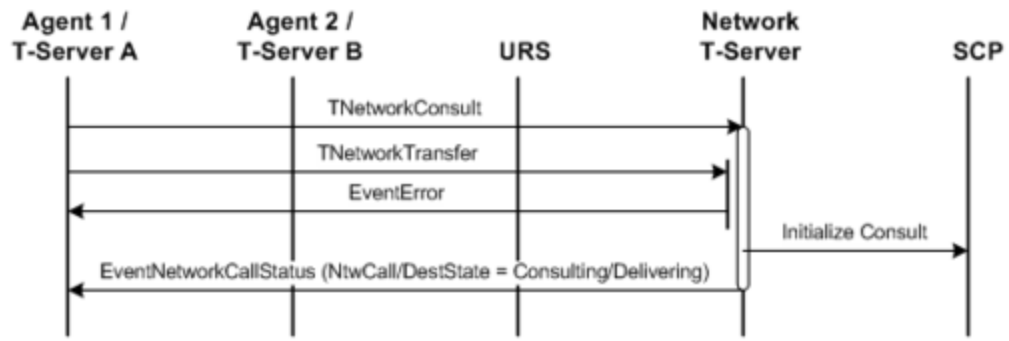 Agent 1 /
T-Server A
Agent 2 /
T-Server B
URS
Network
T-Server
SCP
TNetworkConsult
TNetworkTransfer
EventError
Initialize Consult
EventNetworkCallStatus (NtwCall/DestState = Consulting/Delivering)